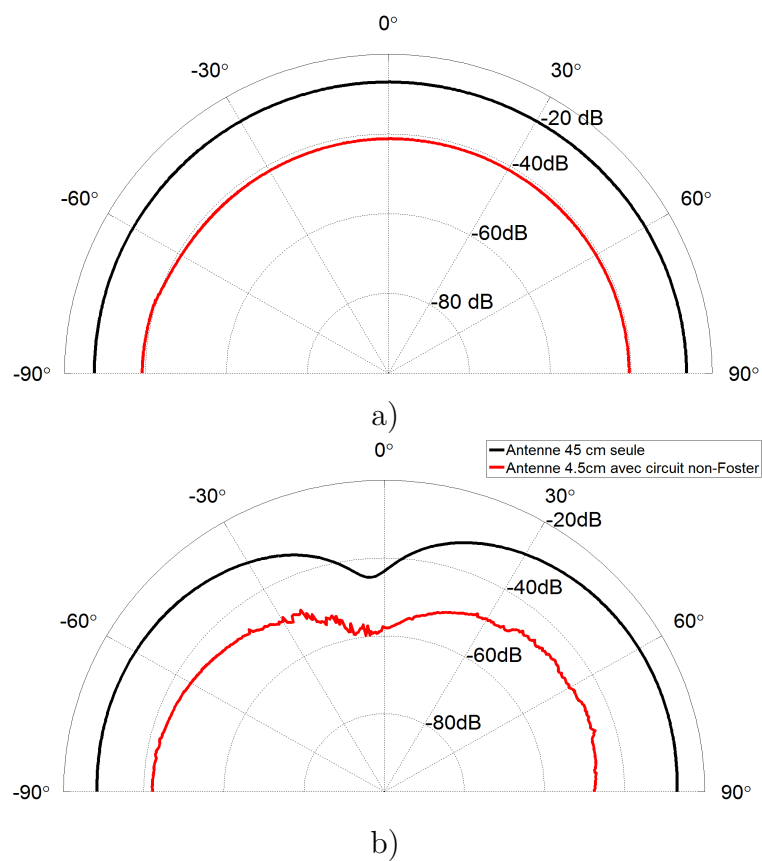 0°
-30°
30°
-20 dB
-40dB
-60°
60°
-60dB
-80 dB
-90°
90°
a)
Antenne 45 cm seule
Antenne 4.5cm avec circuit non-Foster
0°
-30°
30°
-20dB
-40dB
-60°
60°
-60dB
-80dB
-90°
90°
b)